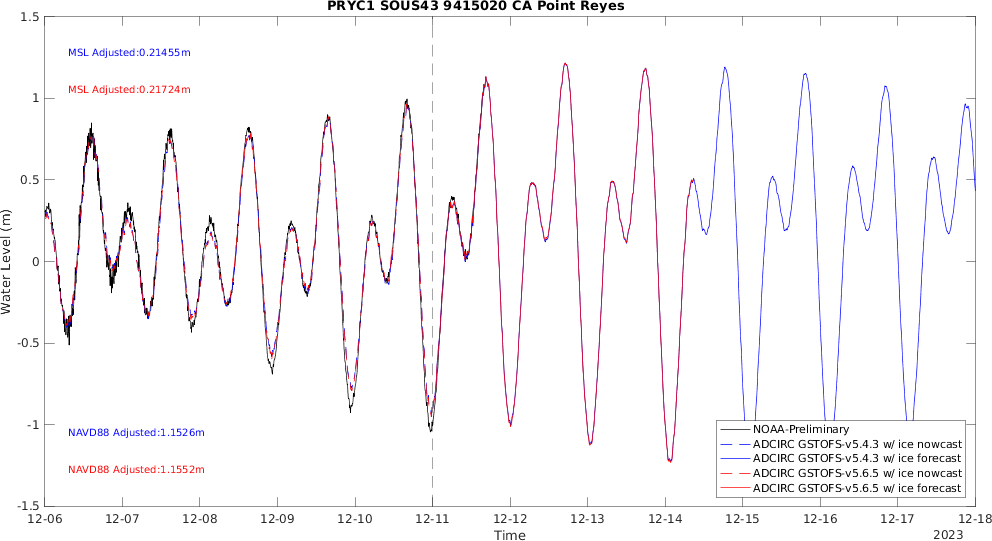 PRYC1 SOUS43 9415020 CA Point Reyes
1.5
1
0.5
0
-0.5
-1
-1.5
Water Level (m)
MSL Adjusted:0.21455m
MSL Adjusted:0.21724m
NAVD88 Adjusted:1.1526m
NAVD88 Adjusted:1.1552m
NOAA-Preliminary
ADCIRC GSTOFS-v5.4.3 w/ ice nowcast
ADCIRC GSTOFS-v5.4.3 w/ ice forecast
ADCIRC GSTOFS-v5.6.5 w/ ice nowcast
ADCIRC GSTOFS-v5.6.5 w/ ice forecast
12-06 12-07 12-08 12-09 12-10 12-11 12-12 12-13 12-14 12-15 12-16 12-17 12-18
Time
2023